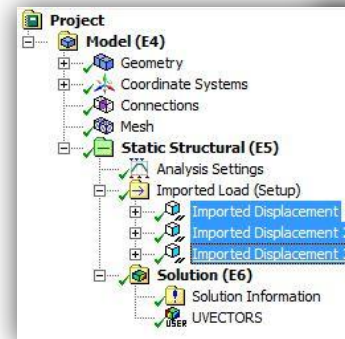 Project
Model (E4)
Geometry
Coordinate Systems
Connections
Mesh
Static Structural (E5)
Analysis Settings
Imported Load (Setup)
Imported Displacement
Imported Displacement
Imported Displacement
Solution (E6)
Solution Information
USER UVECTORS